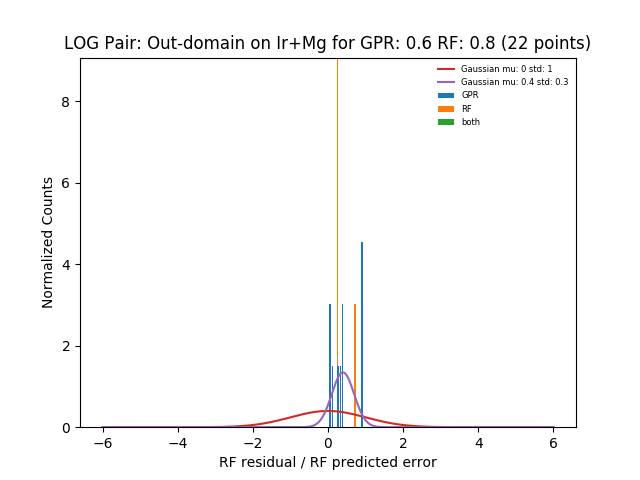 LOG Pair: Out-domain on Ir+Mg for GPR: 0.6 RF: 0.8 (22 points)
Gaussian mu: 0 std: 1
Gaussian mu: 0.4 std: 0.3
GPR
RF
both
Normalized Counts
8
6
4
2
0
−6 −4 −2 0 2 4 6
RF residual / RF predicted error